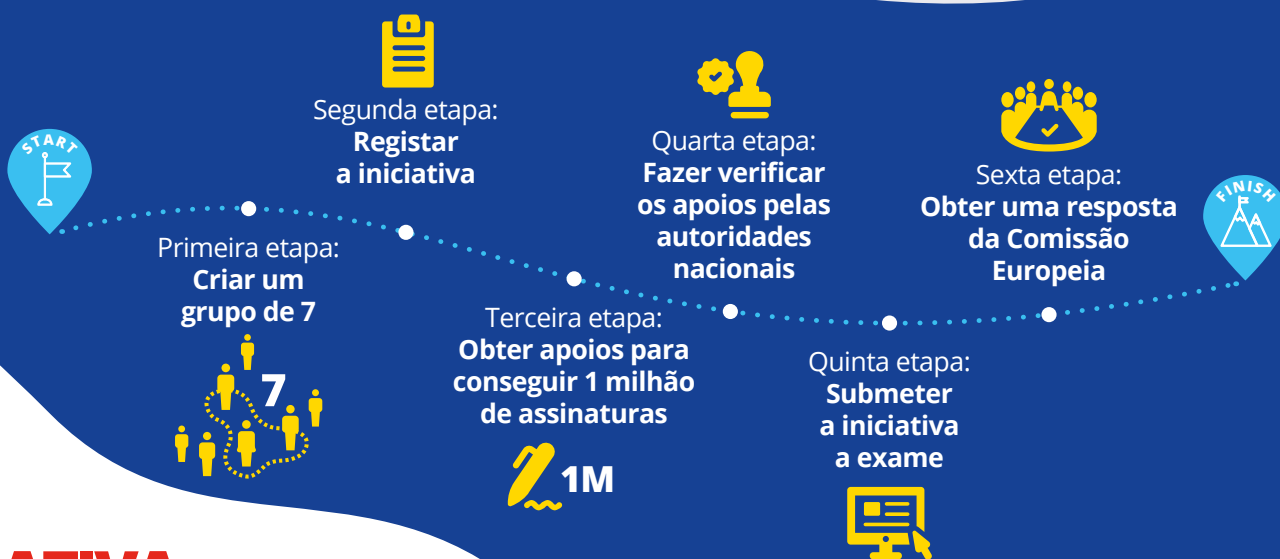 START
Primeira etapa:
Criar um
grupo de 7
7
Segunda etapa:
Registar
a iniciativa
Terceira etapa:
Obter apoios para
conseguir 1 milhão
de assinaturas
1M
Quarta etapa:
Fazer verificar
os apoios pelas
autoridades
nacionais
Quinta etapa:
Submeter
a iniciativa
a exame
Sexta etapa:
Obter uma resposta
da Comissão
Europeia
FINISH
ATIVA